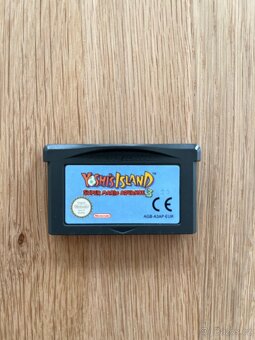 YOSHI'S ISLAND
SUPER MARIO ADVANCE 3
Nintendo
CE
AGB-A3AP-EUR